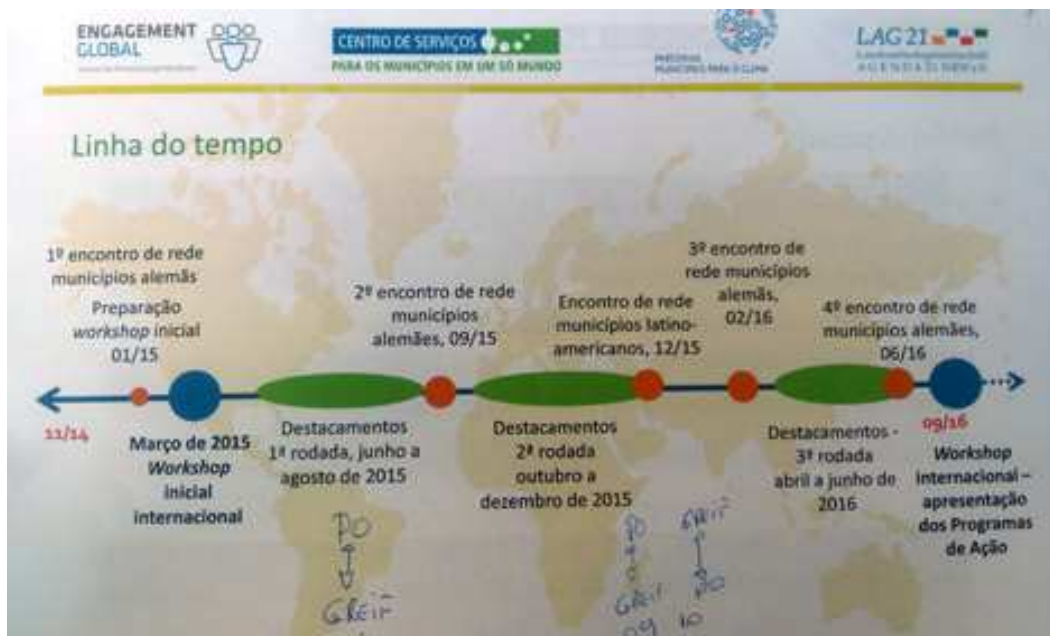 ENGAGEMENT
GLOBAL
CENTRO DE SERVIÇOS
PARA OS MUNICÍPIOS EM UM SÓ MUNDO
MUNICÍPIOS PARA O CLIMA
LAG 21
Linha do tempo
1º encontro de rede
municípios alemãs
Preparação
workshop inicial
01/15
2º encontro de rede
municípios
alemães, 09/15
Encontro de rede
municípios latino-
americanos, 12/15
3º encontro de
rede municípios
alemãs,
02/16
4º encontro de rede
municípios alemães,
06/16
11/14
Março de 2015
Workshop
inicial
internacional
Destacamentos
1ª rodada, junho a
agosto de 2015
Destacamentos
2ª rodada
outubro a
dezembro de 2015
Destacamentos -
3ª rodada
abril a junho de
2016
09/16
Workshop
internacional –
apresentação
dos Programas
de Ação
PO
GREIF
PO
GREIF
09
GREIF
PO
10